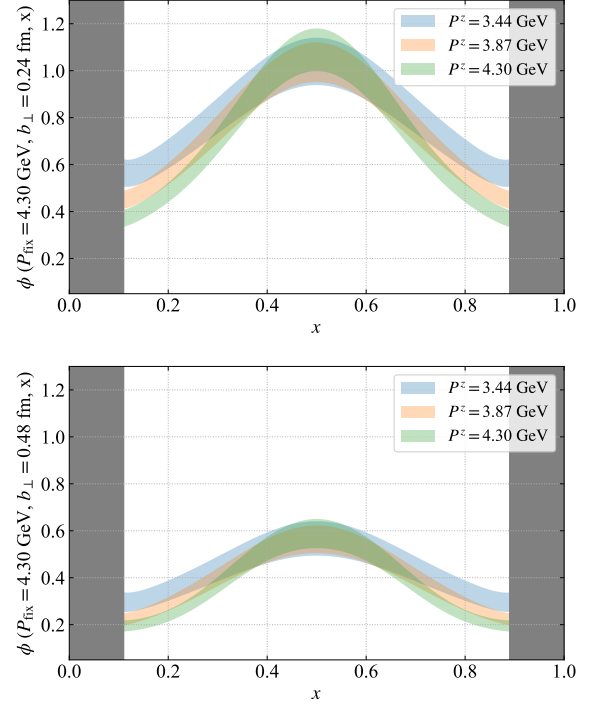 ϕ (P_fix = 4.30 GeV, b_⊥ = 0.24 fm, x)
1.2
1.0
0.8
0.6
0.4
0.2
P^z = 3.44 GeV
P^z = 3.87 GeV
P^z = 4.30 GeV
0.0 0.2 0.4 0.6 0.8 1.0
x
ϕ (P_fix = 4.30 GeV, b_⊥ = 0.48 fm, x)
1.2
1.0
0.8
0.6
0.4
0.2
P^z = 3.44 GeV
P^z = 3.87 GeV
P^z = 4.30 GeV
0.0 0.2 0.4 0.6 0.8 1.0
x